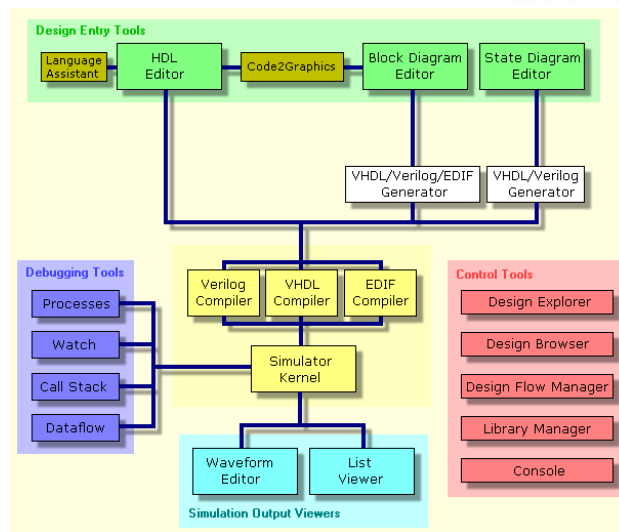 Design Entry Tools
Language
Assistant
HDL
Editor
Code2Graphics
Block Diagram
Editor
State Diagram
Editor
VHDL/Verilog/EDIF
Generator
VHDL/Verilog
Generator
Debugging Tools
Processes
Watch
Call Stack
Dataflow
Verilog
Compiler
VHDL
Compiler
EDIF
Compiler
Simulator
Kernel
Control Tools
Design Explorer
Design Browser
Design Flow Manager
Library Manager
Console
Waveform
Editor
List
Viewer
Simulation Output Viewers